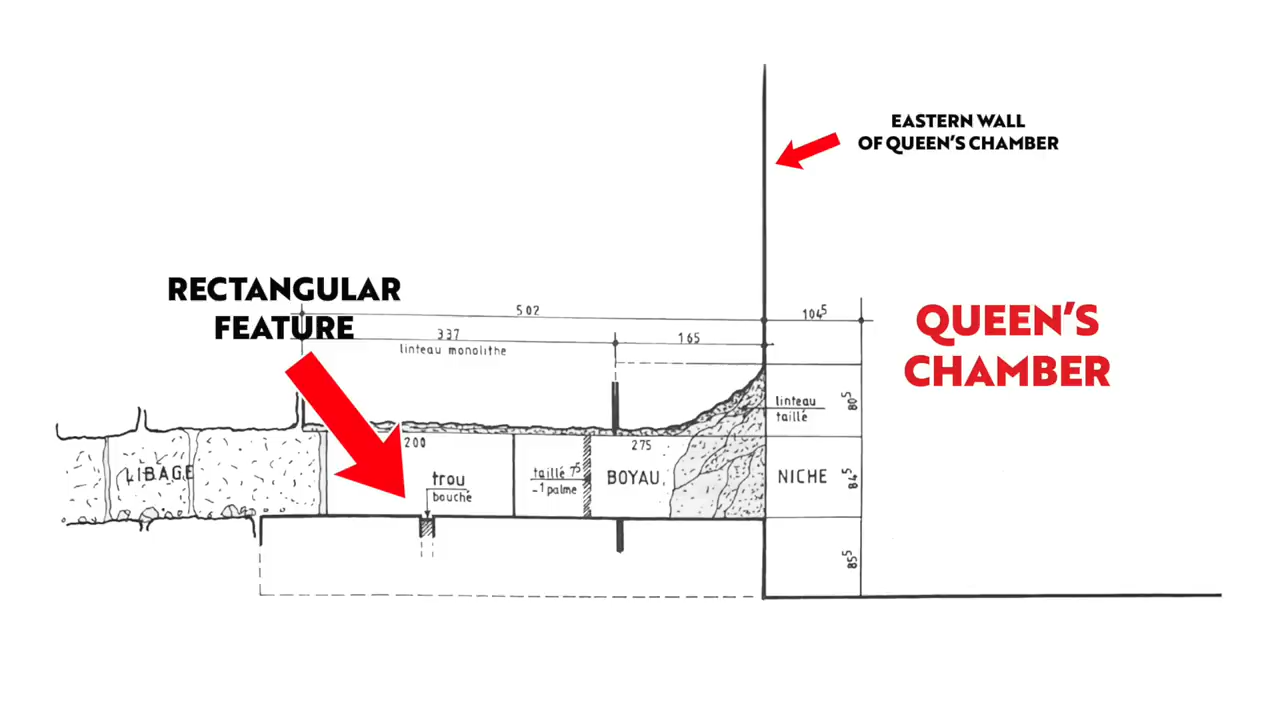 EASTERN WALL
OF QUEEN'S CHAMBER
RECTANGULAR
FEATURE
QUEEN'S
CHAMBER
502
104⁵
337
165
linteau monolithe
linteau
taillé
80⁵
200
275
LIBAGE
trou
bouché
taillé 7⁵
-1 palme
BOYAU
NICHE
84⁵
85⁵